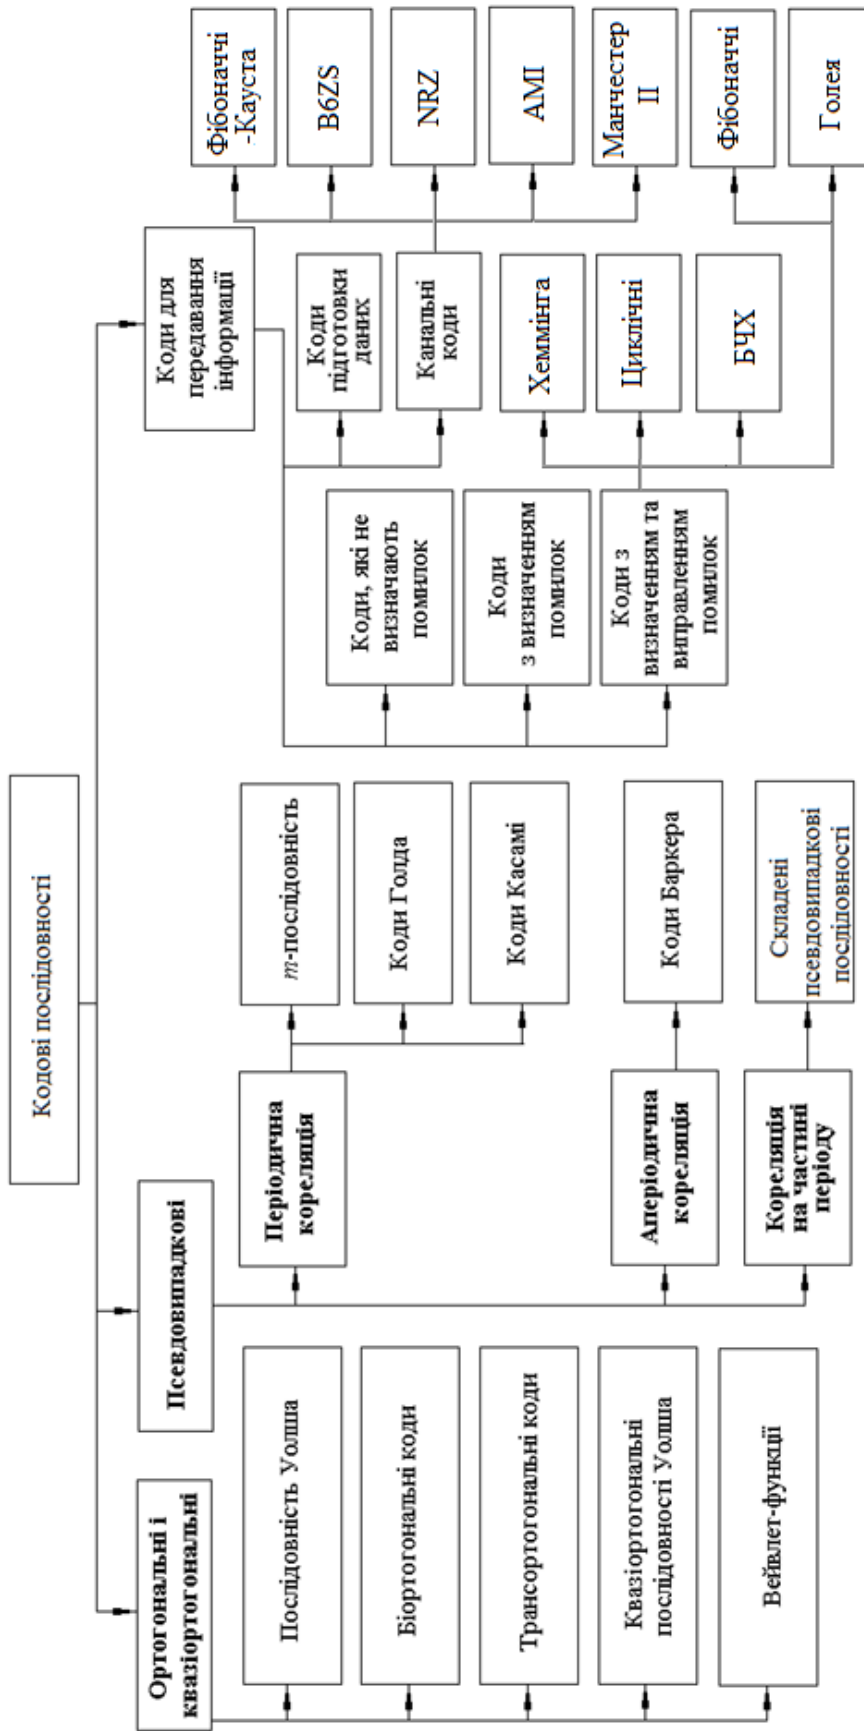 Кодові послідовності
Ортогональні і
квазіортогональні
Псевдовипадкові
Коди для
передавання
інформації
Послідовність Уолша
Біортогональні коди
Трансортогональні коди
Квазіортогональні
послідовності Уолша
Вейвлет-функції
Періодична
кореляція
m-послідовність
Коди Голда
Коди Касамі
Аперіодична
кореляція
Коди Баркера
Кореляція
на частині
періоду
Складені
псевдовипадкові
послідовності
Коди, які не
визначають
помилок
Коди
з визначенням
помилок
Коди з
визначенням та
виправленням
помилок
Коди
підготовки
даних
Канальні
коди
Хеммінга
Циклічні
БЧХ
Фібоначчі
-Кауста
B6ZS
NRZ
AMI
Манчестер
II
Фібоначчі
Голея